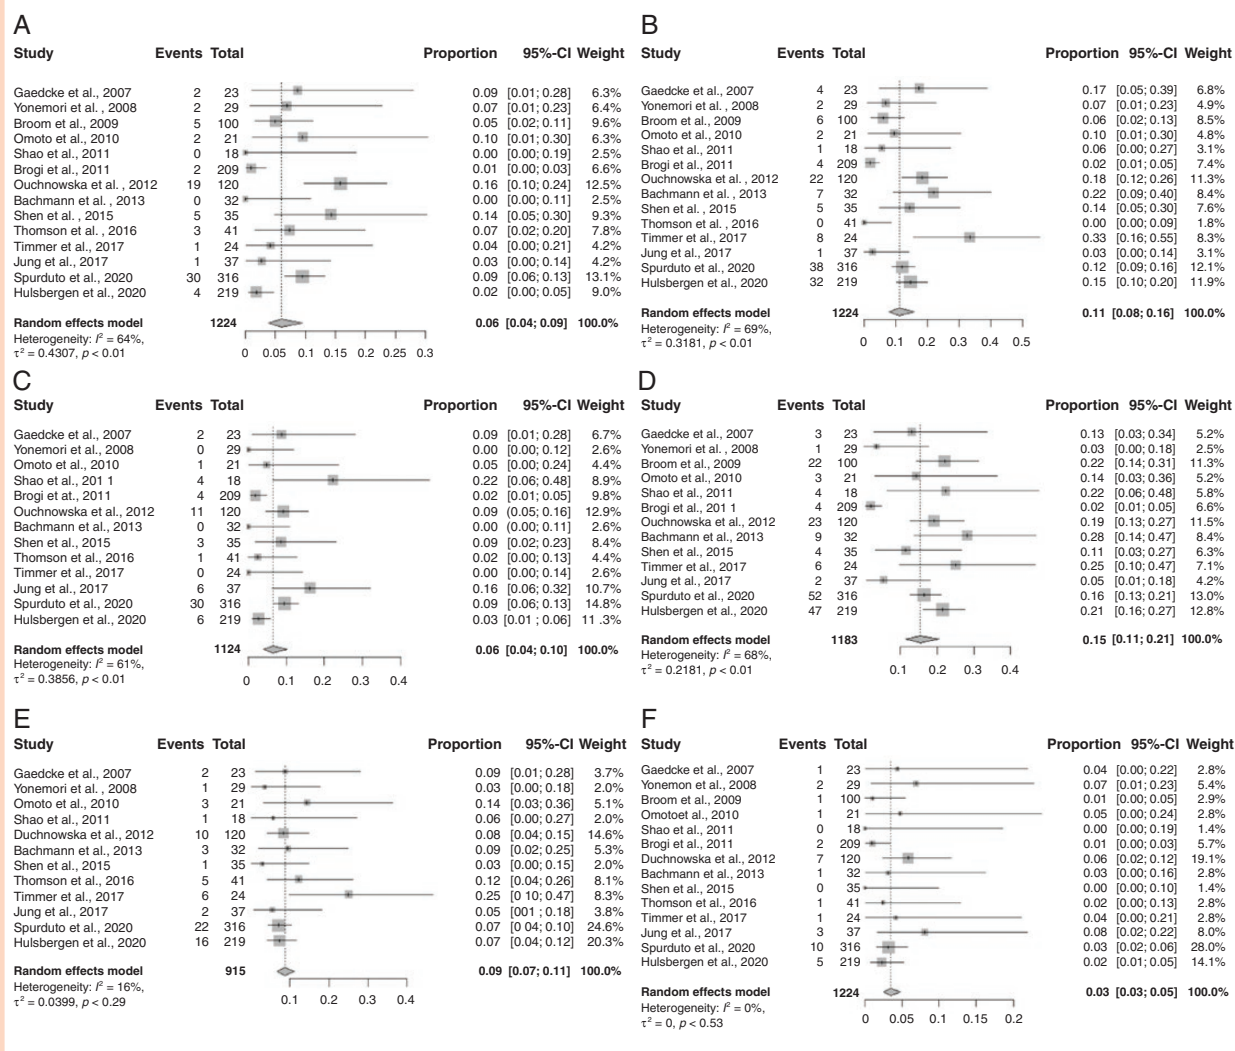 A
Study Events Total Proportion 95%-CI Weight
Gaedcke et al., 2007 2 23 0.09 [0.01; 0.28] 6.3%
Yonemori et al. , 2008 2 29 0.07 [0.01; 0.23] 6.4%
Broom et al., 2009 5 100 0.05 [0.02; 0.11] 9.6%
Omoto et al., 2010 2 21 0.10 [0.01; 0.30] 6.3%
Shao et al., 2011 0 18 0.00 [0.00; 0.19] 2.5%
Brogi et al., 2011 2 209 0.01 [0.00; 0.03] 6.6%
Ouchnowska et al. , 2012 19 120 0.16 [0.10; 0.24] 12.5%
Bachmann et al., 2013 0 32 0.00 [0.00; 0.11] 2.5%
Shen et al. , 2015 5 35 0.14 [0.05; 0.30] 9.3%
Thomson et al. , 2016 3 41 0.07 [0.02; 0.20] 7.8%
Timmer et al., 2017 1 24 0.04 [0.00; 0.21] 4.2%
Jung et al., 2017 1 37 0.03 [0.00; 0.14] 4.2%
Spurduto et al., 2020 30 316 0.09 [0.06; 0.13] 13.1%
Hulsbergen et al., 2020 4 219 0.02 [0.00; 0.05] 9.0%
Random effects model 1224 0.06 [0.04; 0.09] 100.0%
Heterogeneity: I² = 64%,
τ² = 0.4307, p < 0.01
0 0.05 0.1 0.15 0.2 0.25 0.3
B
Study Events Total Proportion 95%-CI Weight
Gaedcke et al., 2007 4 23 0.17 [0.05; 0.39] 6.8%
Yonemori et al. , 2008 2 29 0.07 [0.01; 0.23] 4.9%
Broom et al., 2009 6 100 0.06 [0.02; 0.13] 8.5%
Omoto et al., 2010 2 21 0.10 [0.01; 0.30] 4.8%
Shao et al., 2011 1 18 0.06 [0.00; 0.27] 3.1%
Brogi et al., 2011 4 209 0.02 [0.01; 0.05] 7.4%
Ouchnowska et al. , 2012 22 120 0.18 [0.12; 0.26] 11.3%
Bachmann et al., 2013 7 32 0.22 [0.09; 0.40] 8.4%
Shen et al., 2015 5 35 0.14 [0.05; 0.30] 7.6%
Thomson et al. , 2016 0 41 0.00 [0.00; 0.09] 1.8%
Timmer et al., 2017 8 24 0.33 [0.16; 0.55] 8.3%
Jung et al., 2017 1 37 0.03 [0.00; 0.14] 3.1%
Spurduto et al., 2020 38 316 0.12 [0.09; 0.16] 12.1%
Hulsbergen et al., 2020 32 219 0.15 [0.10; 0.20] 11.9%
Random effects model 1224 0.11 [0.08; 0.16] 100.0%
Heterogeneity: I² = 69%,
τ² = 0.3181, p < 0.01
0 0.1 0.2 0.3 0.4 0.5
C
Study Events Total Proportion 95%-CI Weight
Gaedcke et al., 2007 2 23 0.09 [0.01; 0.28] 6.7%
Yonemori et al., 2008 0 29 0.00 [0.00; 0.12] 2.6%
Omoto et al., 2010 1 21 0.05 [0.00; 0.24] 4.4%
Shao et al., 201 1 4 18 0.22 [0.06; 0.48] 8.9%
Brogi et at., 2011 4 209 0.02 [0.01; 0.05] 9.8%
Ouchnowska et al., 2012 11 120 0.09 (0.05; 0.16] 12.9%
Bachmann et al., 2013 0 32 0.00 (0.00; 0.11] 2.6%
Shen et al., 2015 3 35 0.09 [0.02; 0.23] 8.4%
Thomson et al., 2016 1 41 0.02 [0.00; 0.13] 4.4%
Timmer et al., 2017 0 24 0.00 [0.00; 0.14] 2.6%
Jung et al., 2017 6 37 0.16 [0.06; 0.32] 10.7%
Spurduto et al., 2020 30 316 0.09 [0.06; 0.13] 14.8%
Hulsbergen et al., 2020 6 219 0.03 [0.01 ; 0.06] 11 .3%
Random effects model 1124 0.06 [0.04; 0.10] 100.0%
Heterogeneity: I² = 61%,
τ² = 0.3856, p < 0.01
0 0.1 0.2 0.3 0.4
D
Study Events Total Proportion 95%-CI Weight
Gaedcke et al., 2007 3 23 0.13 [0.03; 0.34] 5.2%
Yonemori et al., 2008 1 29 0.03 [0.00; 0.18] 2.5%
Broom et al., 2009 22 100 0.22 [0.14; 0.31] 11.3%
Omoto et al., 2010 3 21 0.14 [0.03; 0.36] 5.2%
Shao et al., 2011 4 18 0.22 [0.06; 0.48] 5.8%
Brogi et al., 201 1 4 209 0.02 [0.01; 0.05] 6.6%
Ouchnowska et al., 2012 23 120 0.19 [0.13; 0.27] 11.5%
Bachmann et al., 2013 9 32 0.28 [0.14; 0.47] 8.4%
Shen et al., 2015 4 35 0.11 [0.03; 0.27] 6.3%
Timmer et al., 2017 6 24 0.25 [0.10; 0.47] 7.1%
Jung et al., 2017 2 37 0.05 [0.01; 0.18] 4.2%
Spurduto et al., 2020 52 316 0.16 [0.13; 0.21] 13.0%
Hulsbergen et al., 2020 47 219 0.21 [0.16; 0.27] 12.8%
Random effects model 1183 0.15 [0.11; 0.21] 100.0%
Heterogeneity: I² = 68%,
τ² = 0.2181, p < 0.01
0.1 0.2 0.3 0.4
E
Study Events Total Proportion 95%-CI Weight
Gaedcke et al., 2007 2 23 0.09 [0.01; 0.28] 3.7%
Yonemori et al., 2008 1 29 0.03 [0.00; 0.18] 2.0%
Omoto et al., 2010 3 21 0.14 [0.03; 0.36] 5.1%
Shao et al., 2011 1 18 0.06 [0.00; 0.27] 2.0%
Duchnowska et al., 2012 10 120 0.08 [0.04; 0.15] 14.6%
Bachmann et al., 2013 3 32 0.09 [0.02; 0.25] 5.3%
Shen et al., 2015 1 35 0.03 [0.00; 0.15] 2.0%
Thomson et al., 2016 5 41 0.12 [0.04; 0.26] 8.1%
Timmer et al., 2017 6 24 0.25 [0 10; 0.47] 8.3%
Jung et al., 2017 2 37 0.05 [001 ; 0.18] 3.8%
Spurduto et al., 2020 22 316 0.07 [0.04; 0.10] 24.6%
Hulsbergen et al., 2020 16 219 0.07 [0.04; 0.12] 20.3%
Random effects model 915 0.09 [0.07; 0.11] 100.0%
Heterogeneity: I² = 16%,
τ² = 0.0399, p < 0.29
0.1 0.2 0.3 0.4
F
Study Events Total Proportion 95%-CI Weight
Gaedcke et al., 2007 1 23 0.04 [0.00; 0.22] 2.8%
Yonemon et al., 2008 2 29 0.07 [0.01; 0.23] 5.4%
Broom et al., 2009 1 100 0.01 [0.00; 0.05] 2.9%
Omotoet al., 2010 1 21 0.05 [0.00; 0.24] 2.8%
Shao et al., 2011 0 18 0.00 [0.00; 0.19] 1.4%
Brogi et al., 2011 2 209 0.01 [0.00; 0.03] 5.7%
Duchnowska et al., 2012 7 120 0.06 [0.02; 0.12] 19.1%
Bachmann et al., 2013 1 32 0.03 [0.00; 0.16] 2.8%
Shen et al., 2015 0 35 0.00 [0.00; 0.10] 1.4%
Thomson et al., 2016 1 41 0.02 [0.00; 0.13] 2.8%
Timmer et al., 2017 1 24 0.04 [0.00; 0.21] 2.8%
Jung et al., 2017 3 37 0.08 [0.02; 0.22] 8.0%
Spurduto et al., 2020 10 316 0.03 [0.02; 0.06] 28.0%
Hulsbergen et al., 2020 5 219 0.02 [0.01; 0.05] 14.1%
Random effects model 1224 0.03 [0.03; 0.05] 100.0%
Heterogeneity: I² = 0%,
τ² = 0, p < 0.53
0 0.05 0.1 0.15 0.2